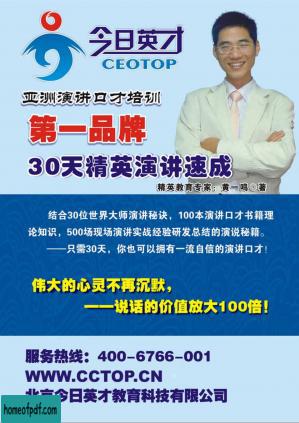 今日英才
CEOTOP
亚洲演讲口才培训
第一品牌
30天精英演讲速成
精英教育专家：黄一鸣◎著
结合30位世界大师演讲秘诀，100本演讲口才书籍理
论知识，500场现场演讲实战经验研发总结的演说秘籍。
——只需30天，你也可以拥有一流自信的演讲口才！
伟大的心灵不再沉默，
——说话的价值放大100倍！
服务热线：400-6766-001
WWW.CCTOP.CN
北京今日英才教育科技有限公司
homeofpdf.com